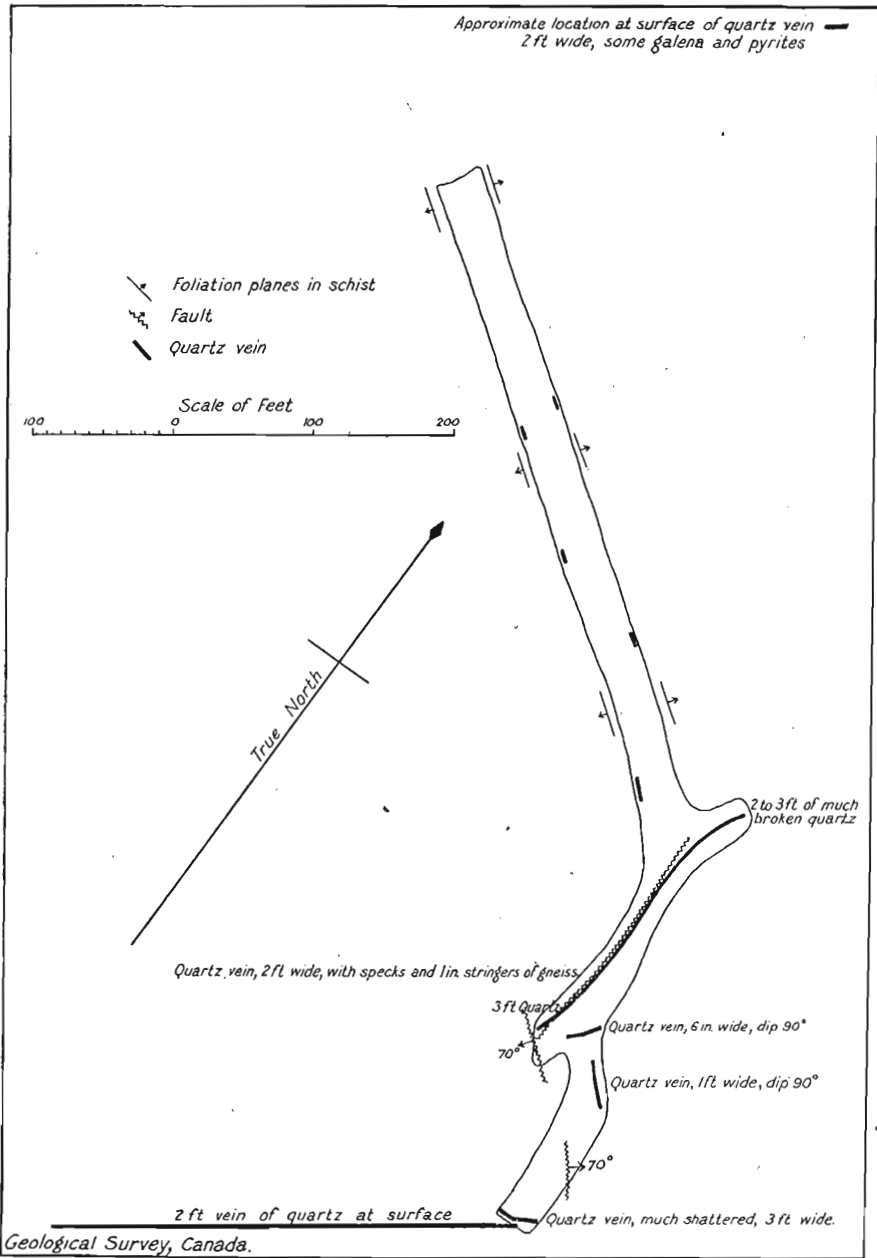 Approximate location at surface of quartz vein
2 ft wide, some galena and pyrites
Foliation planes in schist
Fault
Quartz vein
Scale of Feet
100 0 100 200
True North
2 to 3 ft of much
broken quartz
Quartz vein, 2 ft wide, with specks and 1 in. stringers of gneiss
3 ft Quartz
70°
Quartz vein, 6 in. wide, dip 90°
Quartz vein, 1 ft wide, dip 90°
70°
2 ft vein of quartz at surface
Quartz vein, much shattered, 3 ft wide.
Geological Survey, Canada.